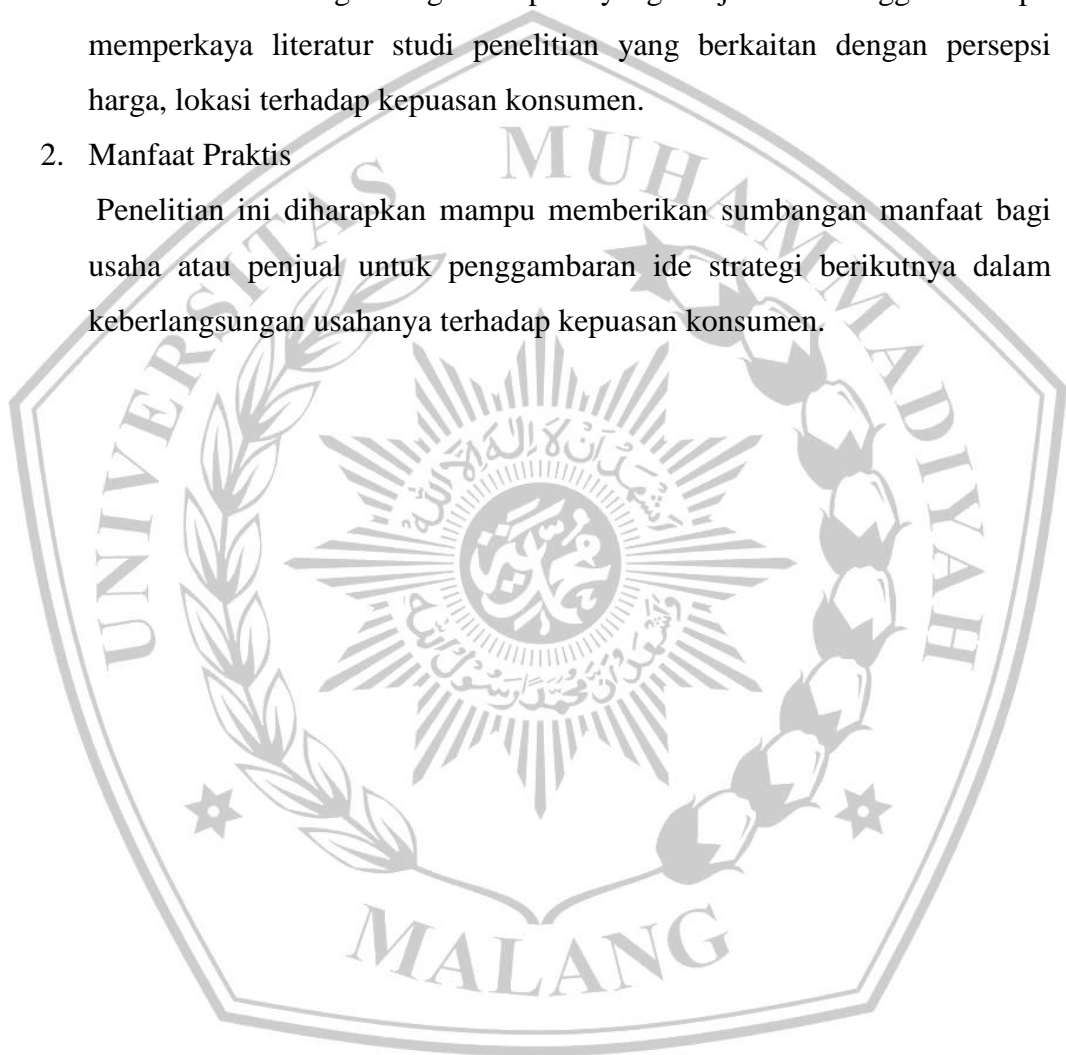 memperkaya literatur studi penelitian yang berkaitan dengan persepsi
harga, lokasi terhadap kepuasan konsumen.
2. Manfaat Praktis
Penelitian ini diharapkan mampu memberikan sumbangan manfaat bagi
usaha atau penjual untuk penggambaran ide strategi berikutnya dalam
keberlangsungan usahanya terhadap kepuasan konsumen.
UNIVERSITAS MUHAMMADIYAH
MALANG